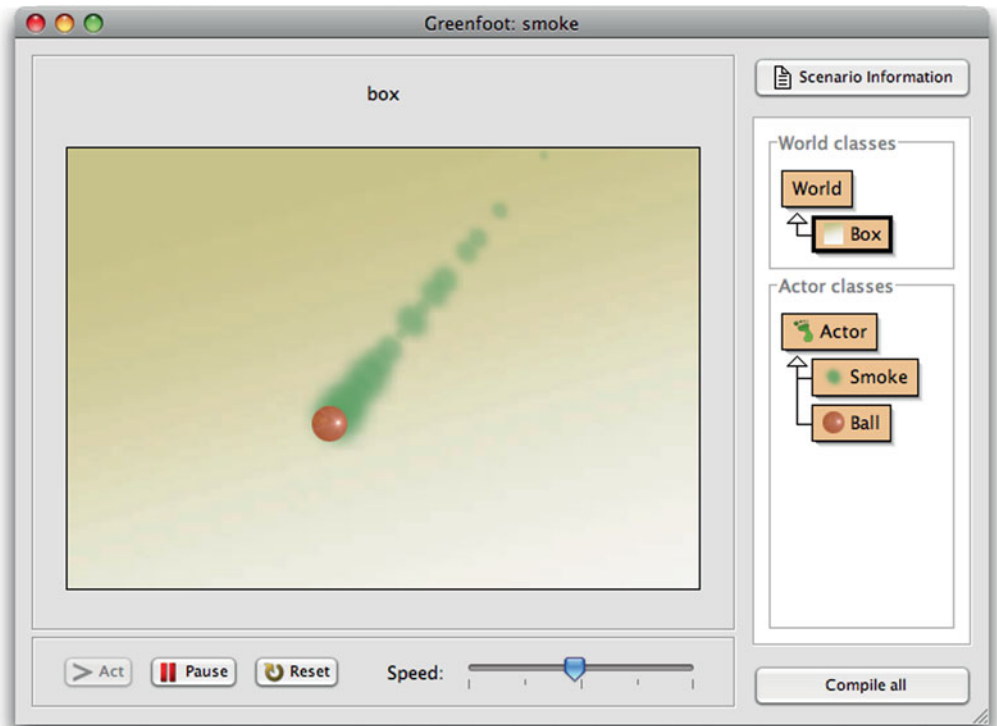 Greenfoot: smoke
box
Scenario Information
World classes
World
Box
Actor classes
Actor
Smoke
Ball
Act
Pause
Reset
Speed:
Compile all